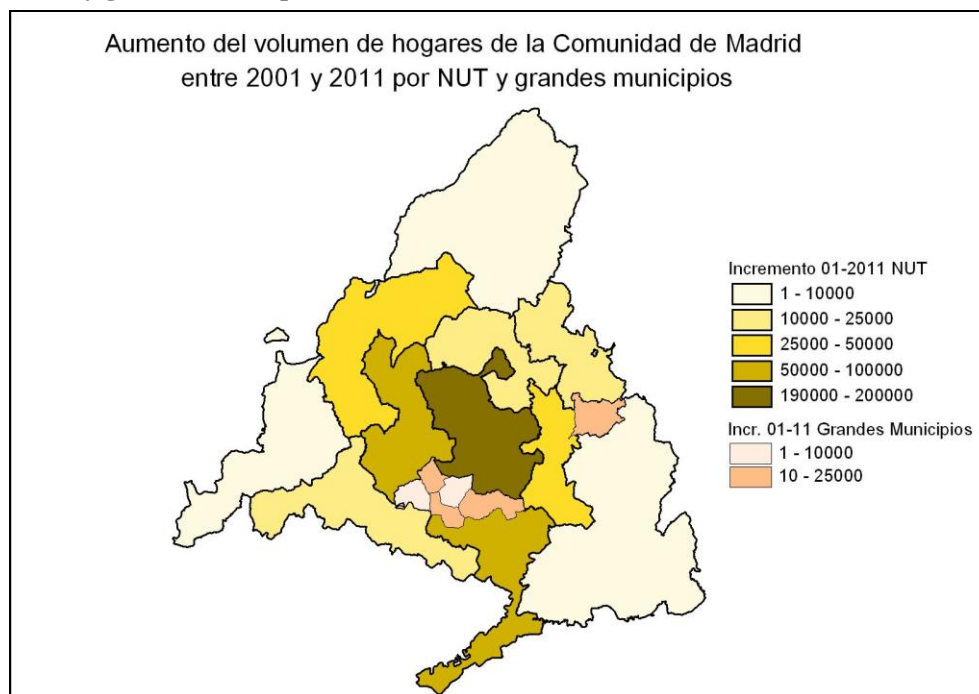 Aumento del volumen de hogares de la Comunidad de Madrid
entre 2001 y 2011 por NUT y grandes municipios
Incremento 01-2011 NUT
1 - 10000
10000 - 25000
25000 - 50000
50000 - 100000
190000 - 200000
Incr. 01-11 Grandes Municipios
1 - 10000
10 - 25000